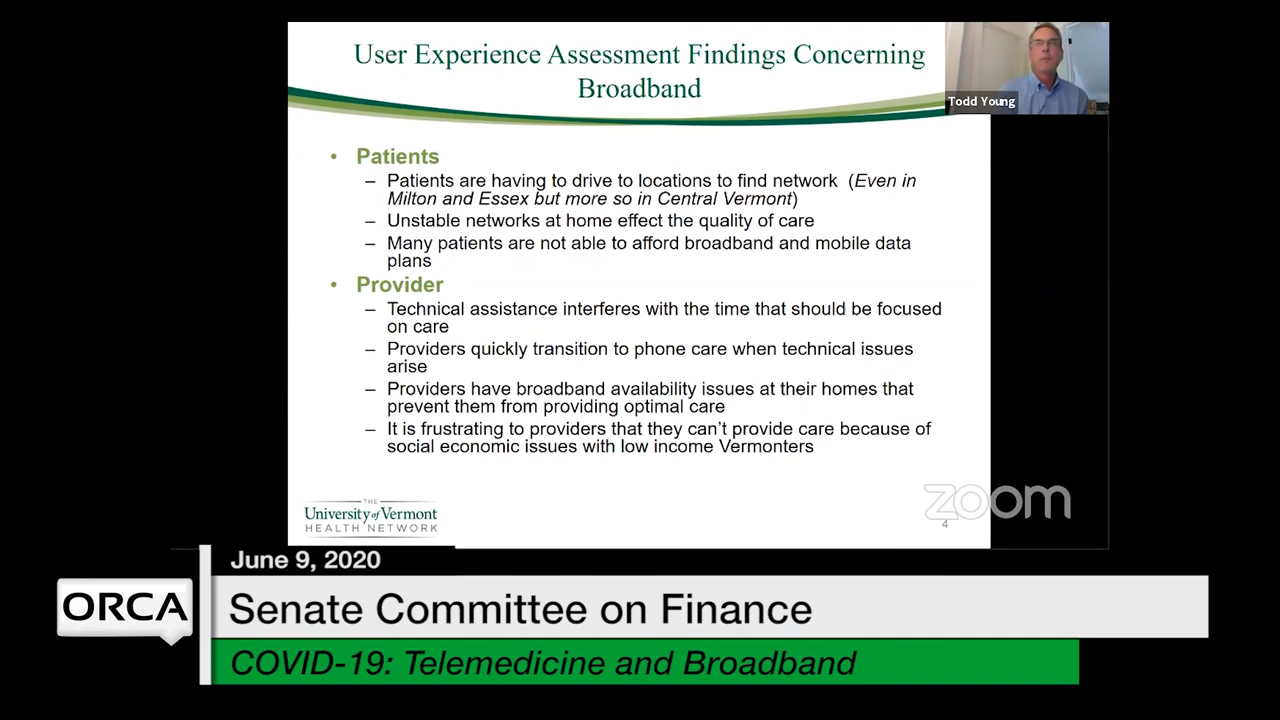 User Experience Assessment Findings Concerning
Broadband
Todd Young
• Patients
– Patients are having to drive to locations to find network (Even in
Milton and Essex but more so in Central Vermont)
– Unstable networks at home effect the quality of care
– Many patients are not able to afford broadband and mobile data
plans
• Provider
– Technical assistance interferes with the time that should be focused
on care
– Providers quickly transition to phone care when technical issues
arise
– Providers have broadband availability issues at their homes that
prevent them from providing optimal care
– It is frustrating to providers that they can’t provide care because of
social economic issues with low income Vermonters
THE
University of Vermont
HEALTH NETWORK
zoom
4
June 9, 2020
ORCA
Senate Committee on Finance
COVID-19: Telemedicine and Broadband